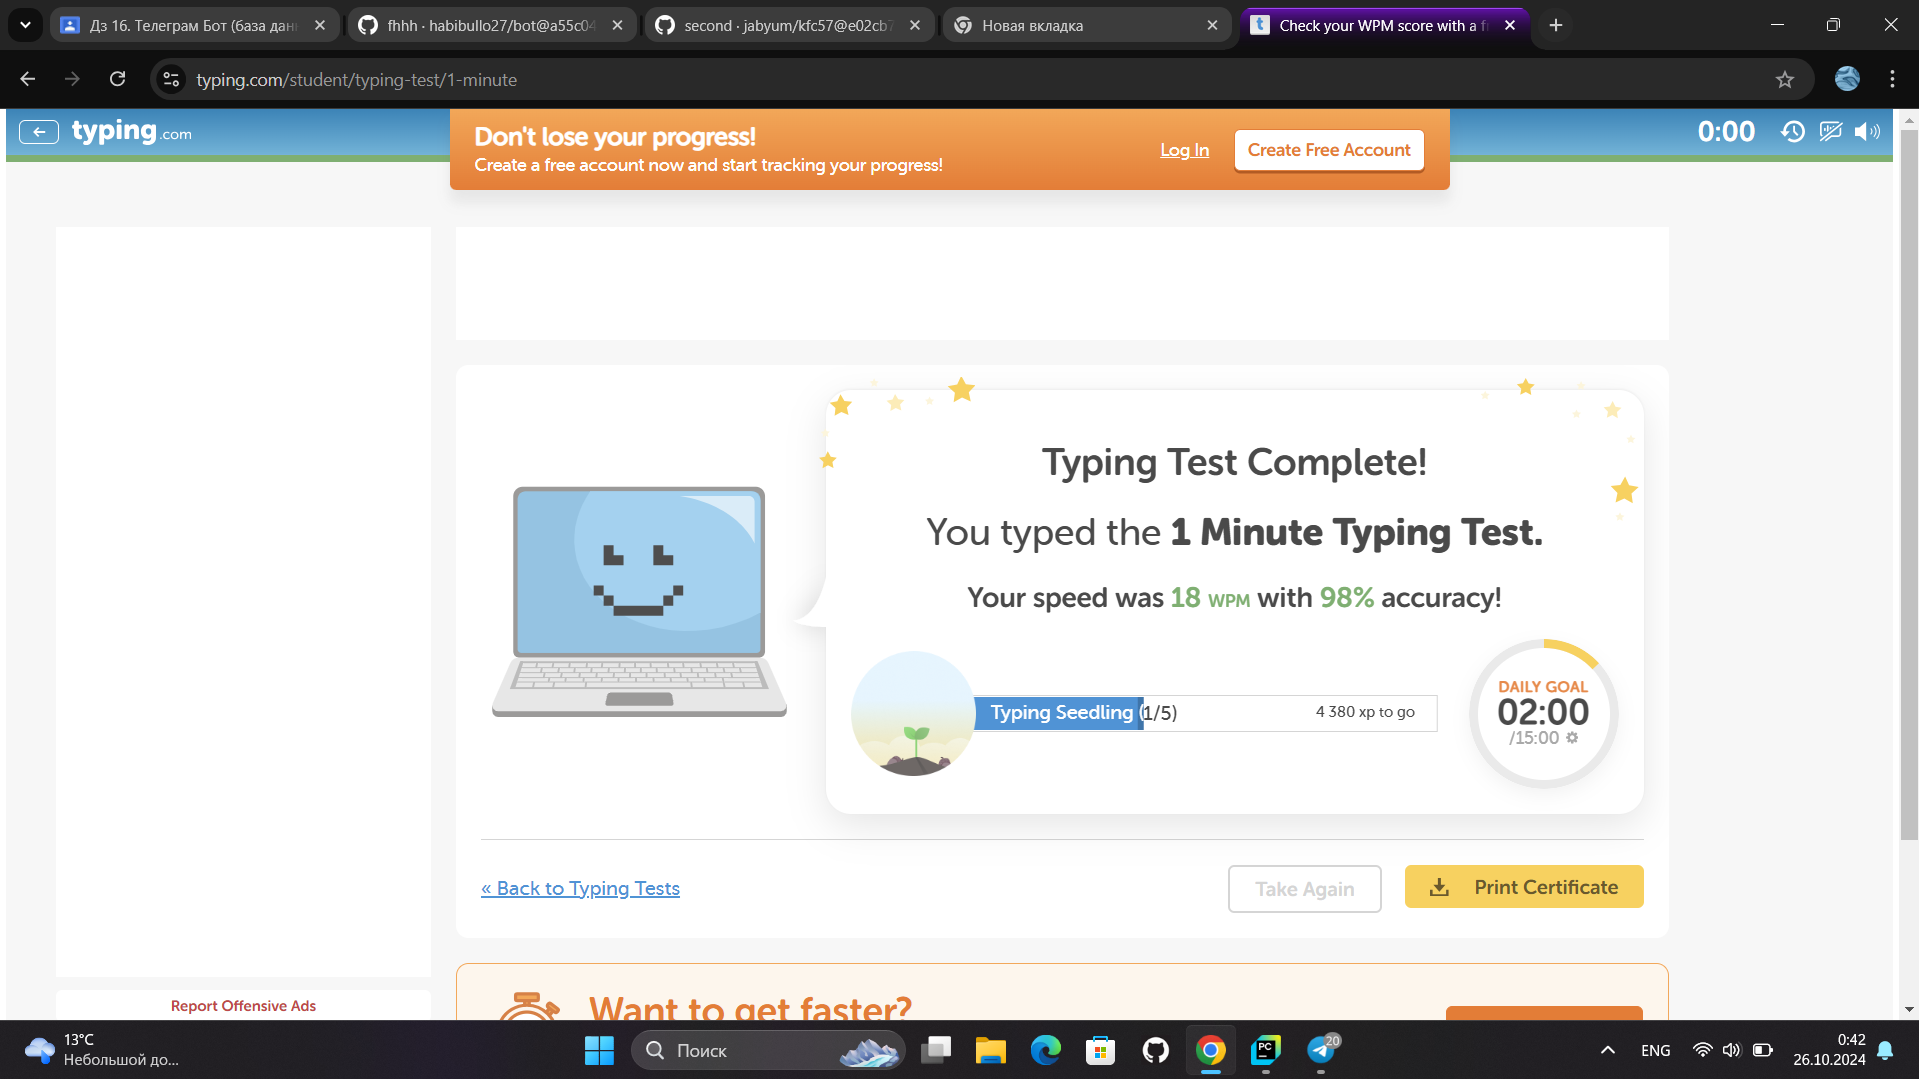 Дз 16. Телеграм Бот (база данн
fhhh · habibullo27/bot@a55c04
second · jabyum/kfc57@e02cb7
Новая вкладка
Check your WPM score with a fr
typing.com/student/typing-test/1-minute
typing.com
Don't lose your progress!
Create a free account now and start tracking your progress!
Log In
Create Free Account
0:00
Typing Test Complete!
You typed the 1 Minute Typing Test.
Your speed was 18 WPM with 98% accuracy!
Typing Seedling (1/5)
4 380 xp to go
DAILY GOAL
02:00
/15:00
« Back to Typing Tests
Take Again
Print Certificate
Report Offensive Ads
Want to get faster?
13°C
Небольшой до...
Поиск
PC
20
ENG
0:42
26.10.2024